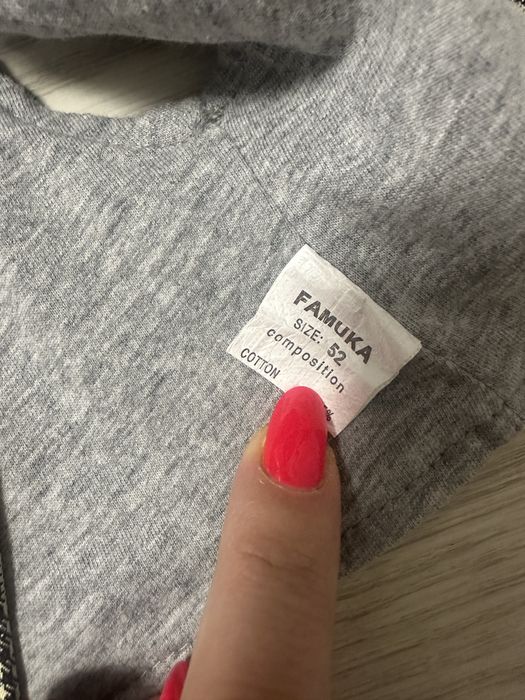 FAMUKA
SIZE: 52
composition
COTTON %